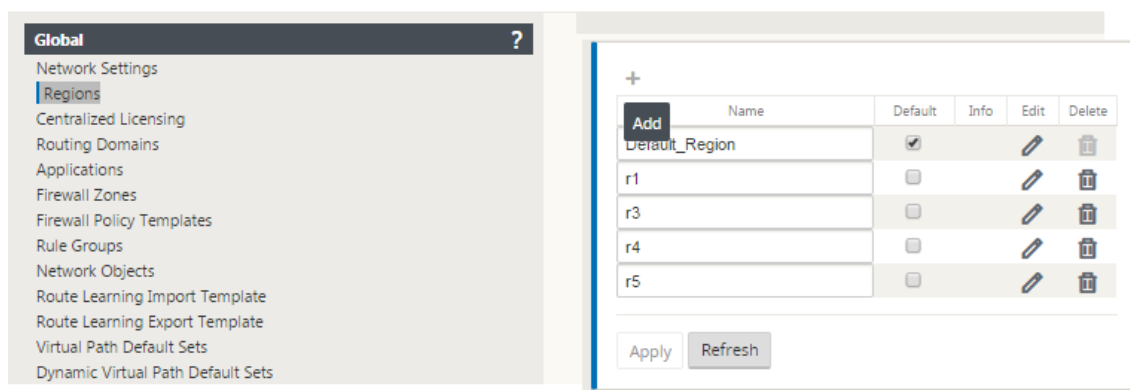 Global ?
Network Settings
Regions
Centralized Licensing
Routing Domains
Applications
Firewall Zones
Firewall Policy Templates
Rule Groups
Network Objects
Route Learning Import Template
Route Learning Export Template
Virtual Path Default Sets
Dynamic Virtual Path Default Sets
+
Add
Name Default Info Edit Delete
Default_Region
r1
r3
r4
r5
Apply Refresh